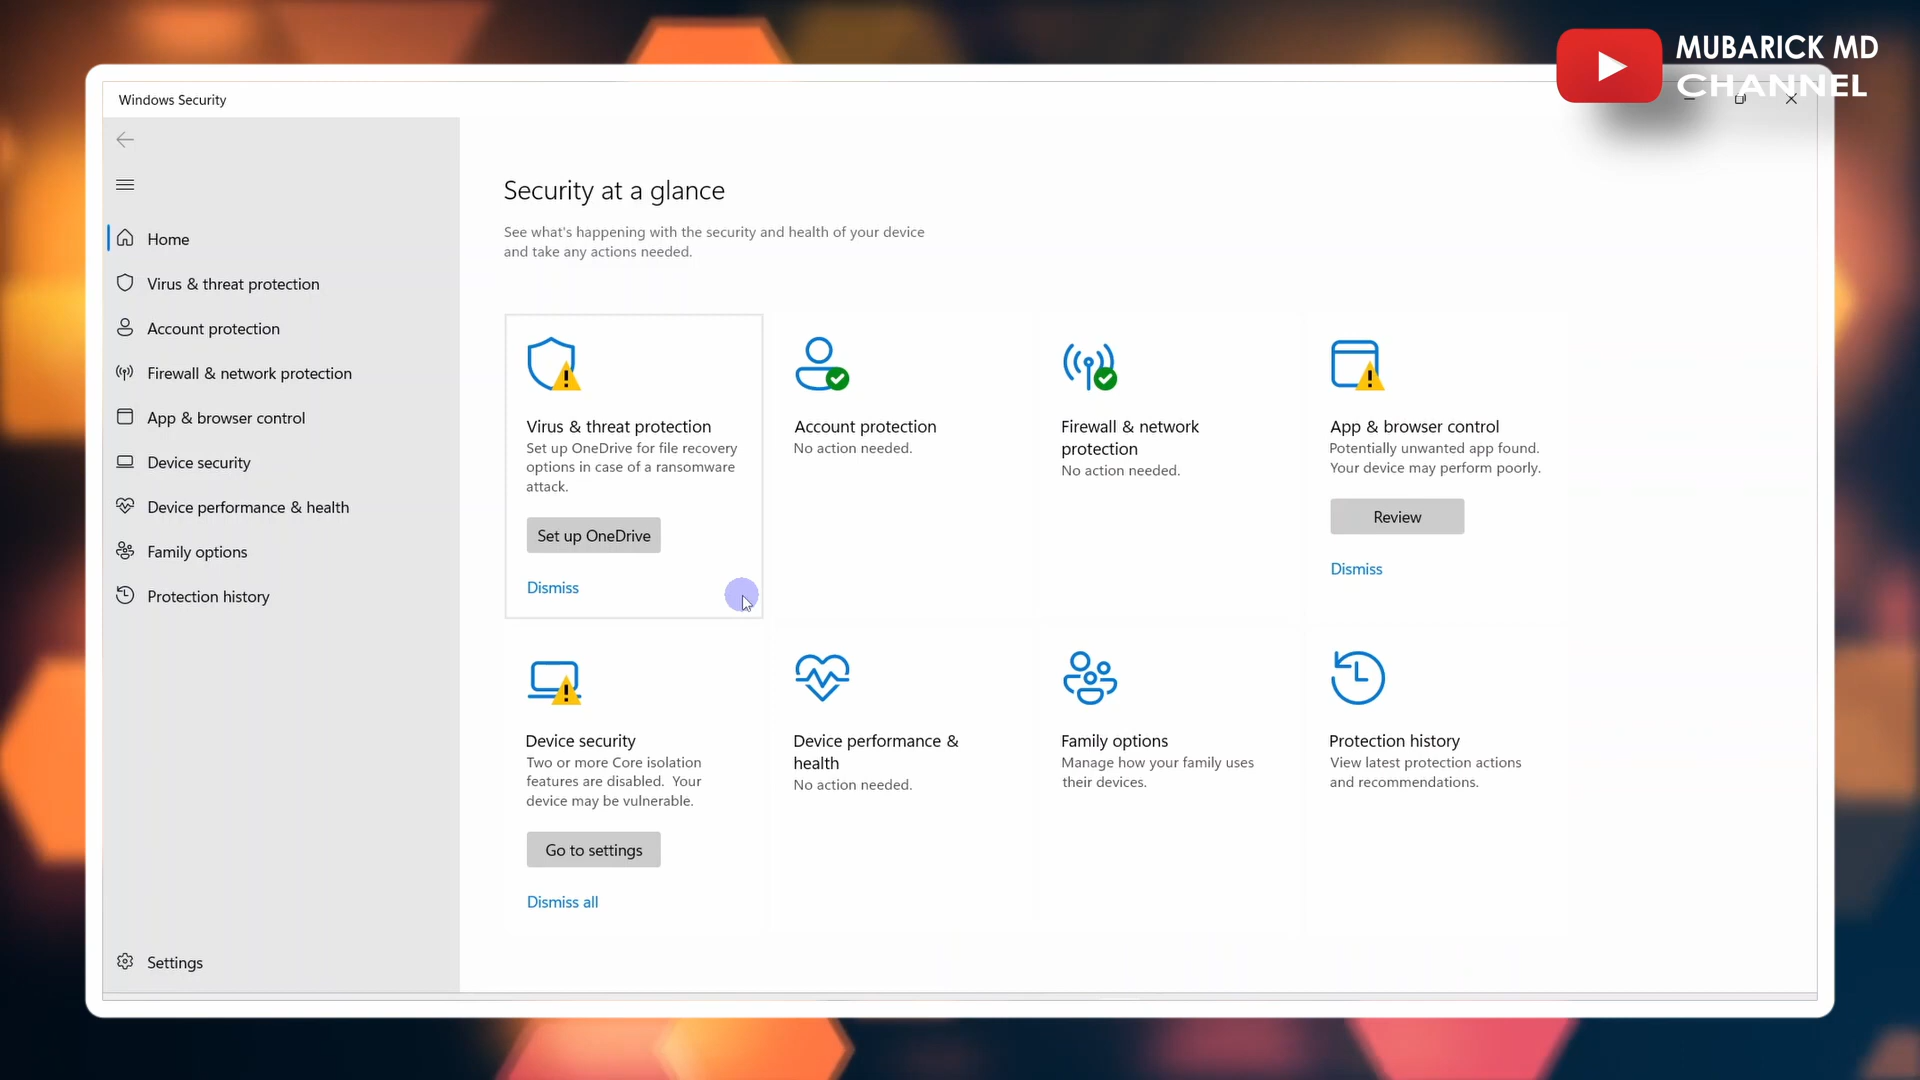 MUBARICK MD
CHANNEL
Windows Security
Home
Virus & threat protection
Account protection
Firewall & network protection
App & browser control
Device security
Device performance & health
Family options
Protection history
Settings
Security at a glance
See what's happening with the security and health of your device
and take any actions needed.
Virus & threat protection
Set up OneDrive for file recovery
options in case of a ransomware
attack.
Set up OneDrive
Dismiss
Account protection
No action needed.
Firewall & network
protection
No action needed.
App & browser control
Potentially unwanted app found.
Your device may perform poorly.
Review
Dismiss
Device security
Two or more Core isolation
features are disabled.  Your
device may be vulnerable.
Go to settings
Dismiss all
Device performance &
health
No action needed.
Family options
Manage how your family uses
their devices.
Protection history
View latest protection actions
and recommendations.